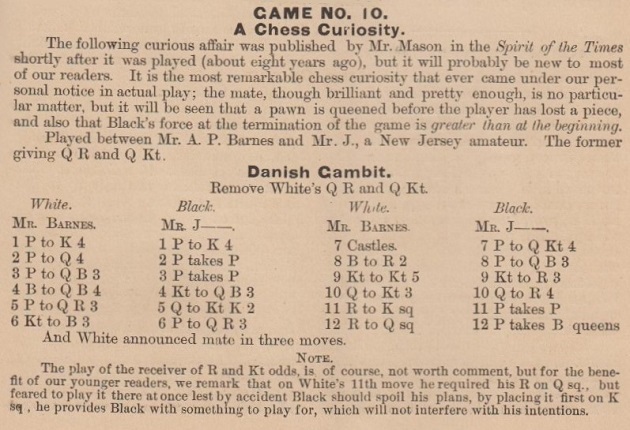 GAME NO. 10.
A Chess Curiosity.
The following curious affair was published by Mr. Mason in the Spirit of the Times
shortly after it was played (about eight years ago), but it will probably be new to most
of our readers. It is the most remarkable chess curiosity that ever came under our per-
sonal notice in actual play; the mate, though brilliant and pretty enough, is no particu-
lar matter, but it will be seen that a pawn is queened before the player has lost a piece,
and also that Black's force at the termination of the game is greater than at the beginning.
Played between Mr. A. P. Barnes and Mr. J., a New Jersey amateur. The former
giving Q R and Q Kt.
Danish Gambit.
Remove White's Q R and Q Kt.
White. Black. White. Black.
MR. BARNES. MR. J——. MR. BARNES. MR. J——.
1 P to K 4 1 P to K 4 7 Castles. 7 P to Q Kt 4
2 P to Q 4 2 P takes P 8 B to R 2 8 P to Q B 3
3 P to Q B 3 3 P takes P 9 Kt to Kt 5 9 Kt to R 3
4 B to Q B 4 4 Kt to Q B 3 10 Q to Kt 3 10 Q to R 4
5 P to Q R 3 5 Q to Kt K 2 11 R to K sq 11 P takes P
6 Kt to B 3 6 P to Q R 3 12 R to Q sq 12 P takes B queens
And White announced mate in three moves.
NOTE.
The play of the receiver of R and Kt odds, is, of course, not worth comment, but for the bene-
fit of our younger readers, we remark that on White's 11th move he required his R on Q sq., but
feared to play it there at once lest by accident Black should spoil his plans, by placing it first on K
sq , he provides Black with something to play for, which will not interfere with his intentions.